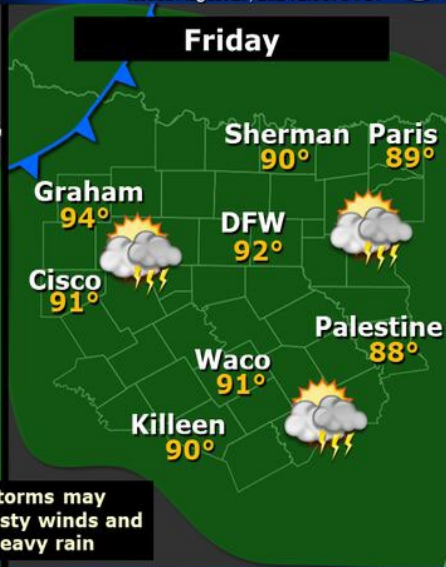 Friday
Sherman Paris
90° 89°
Graham
94°
DFW
92°
Cisco
91°
Palestine
88°
Waco
91°
Killeen
90°
torms may
sty winds and
eavy rain